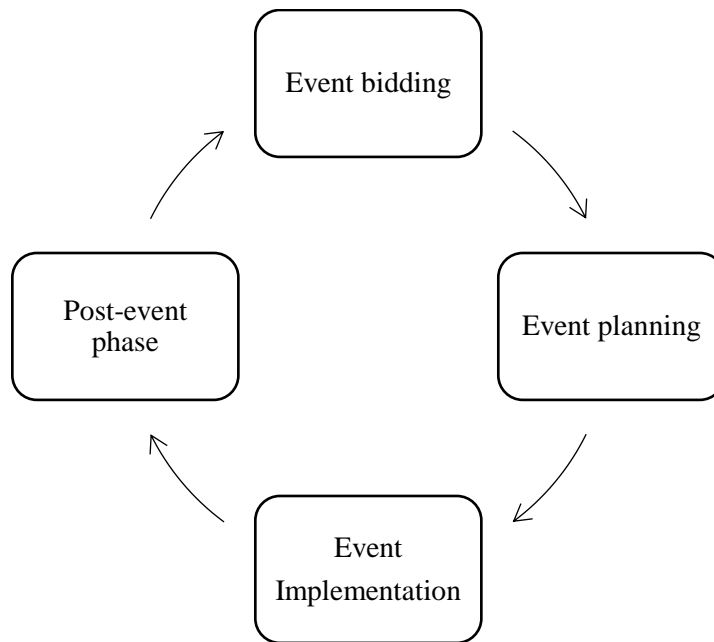 Event bidding
Event planning
Event
Implementation
Post-event
phase